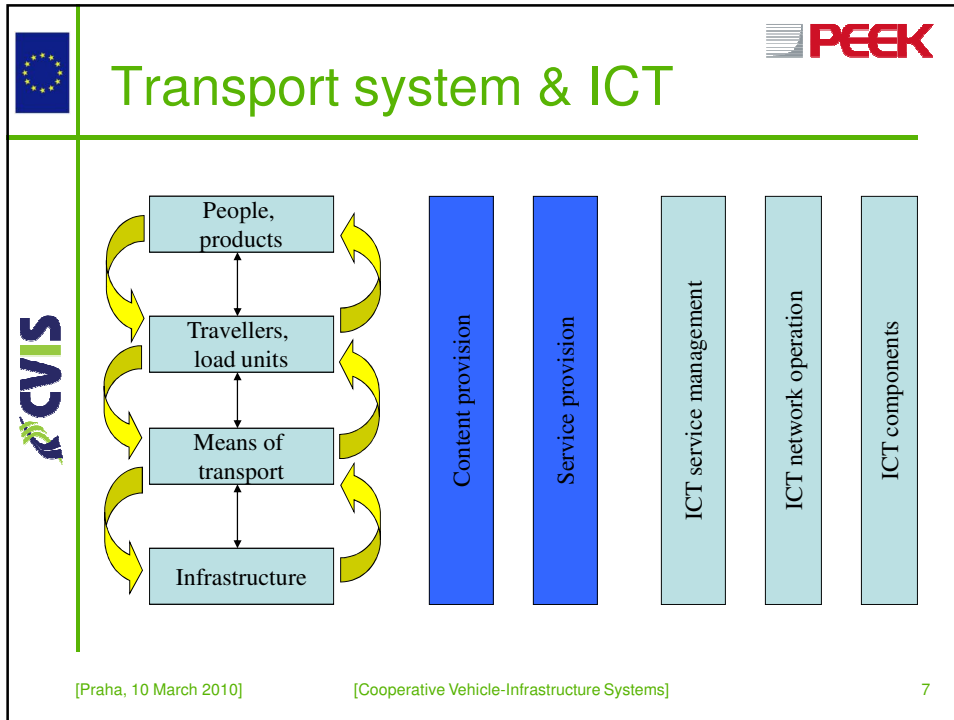 PEEK
Transport system & ICT
CVIS
People,
products
Travellers,
load units
Means of
transport
Infrastructure
Content provision
Service provision
ICT service management
ICT network operation
ICT components
[Praha, 10 March 2010]
[Cooperative Vehicle-Infrastructure Systems]
7